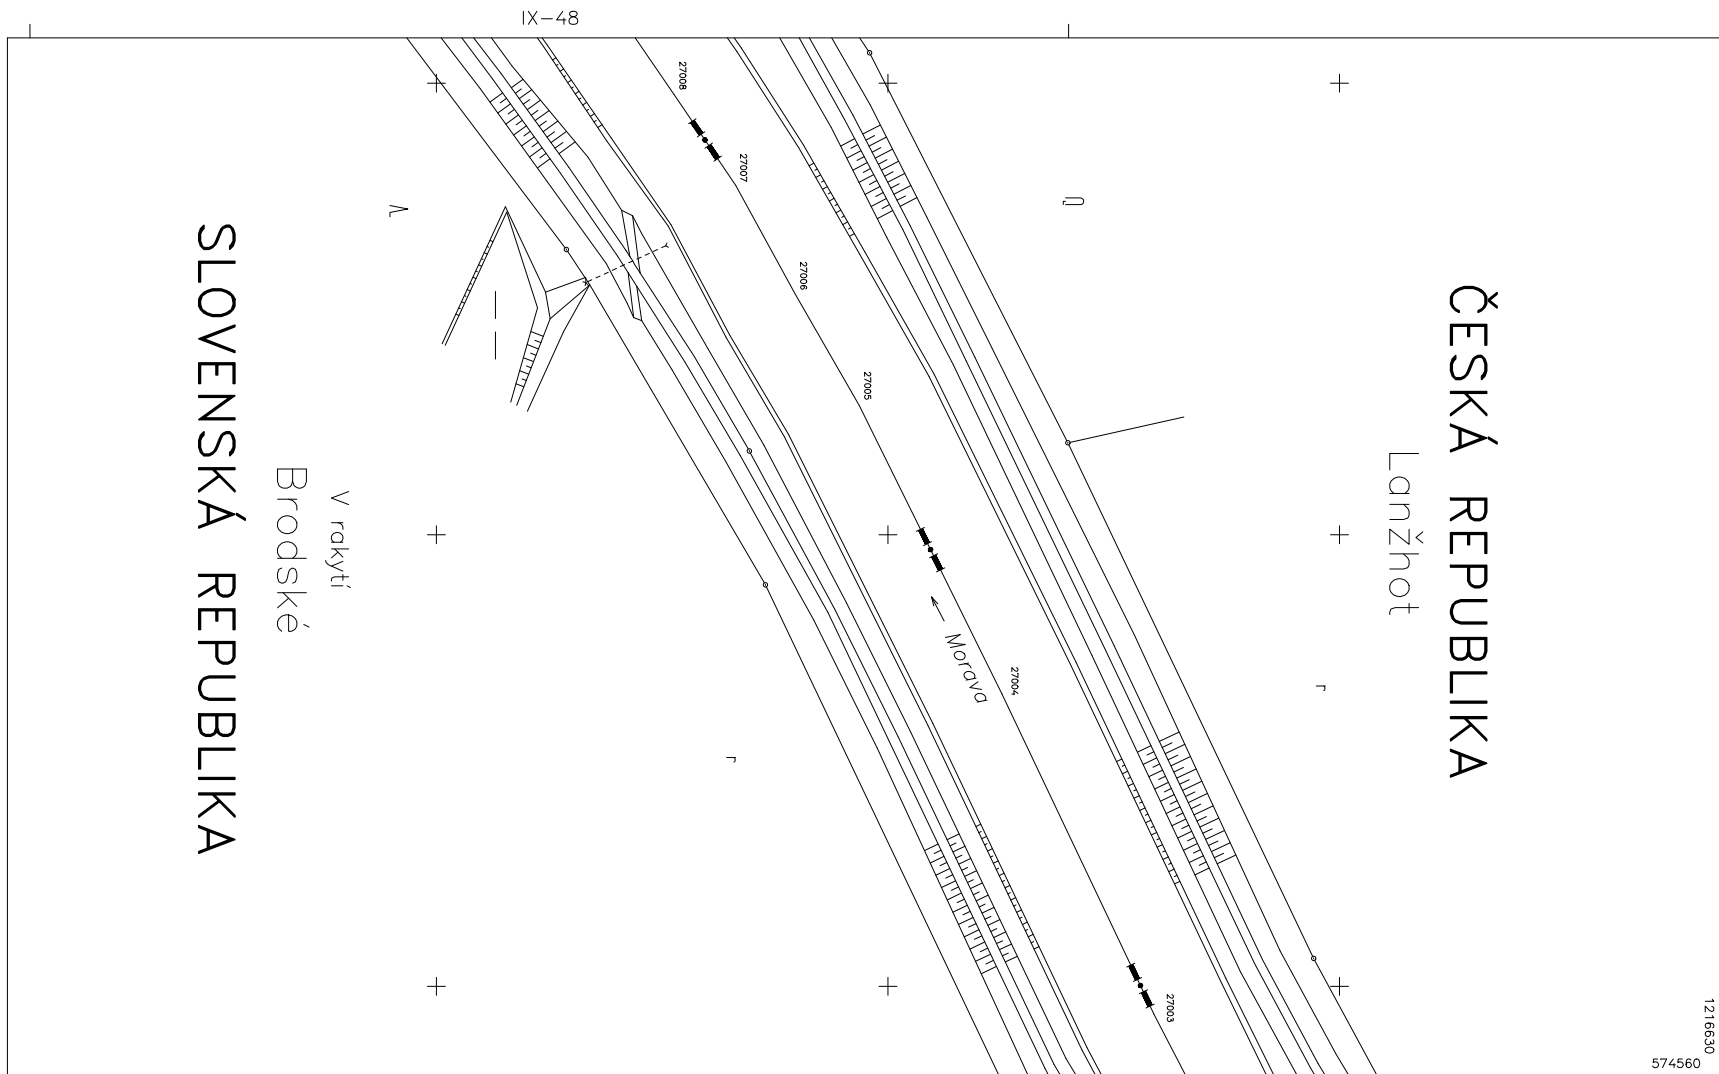 IX-48
27008
27007
27006
27005
27004
27003
Morava
ČESKÁ REPUBLIKA
Lanžhot
r
V rakytí
Brodské
SLOVENSKÁ REPUBLIKA
r
1216630
574560